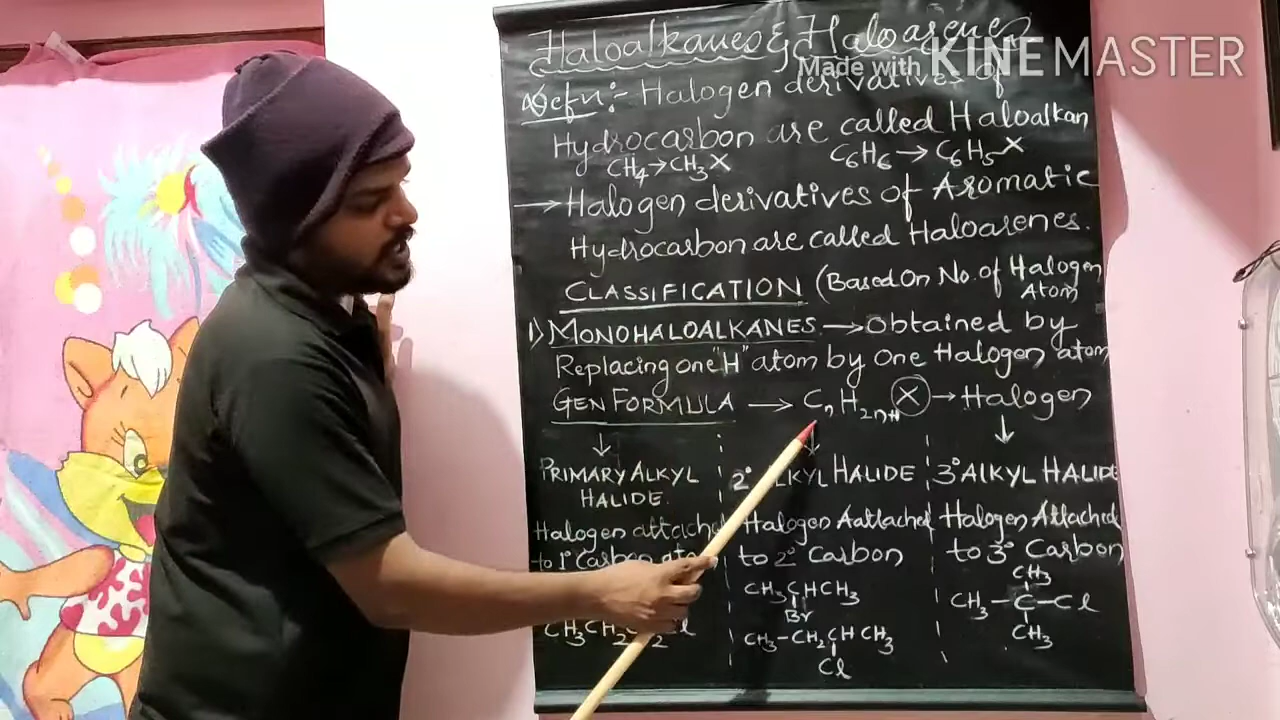 Haloalkanes & Haloarenes
Made with KINEMASTER
Defn:- Halogen derivatives of
Hydrocarbon are called Haloalkan
CH4→CH3X C6H6→C6H5-X
→Halogen derivatives of Aromatic
Hydrocarbon are called Haloarenes.
CLASSIFICATION (Based On No. of Halogen
Atom
1) MONOHALOALKANES → Obtained by
Replacing one "H" atom by one Halogen atom
GEN FORMULA → CnH2n+1 X → Halogen
PRIMARY ALKYL
HALIDE.
Halogen attached
to 1° Carbon
2° ALKYL HALIDE
Halogen Aattached
to 2° Carbon
CH3CHCH3
Br
CH3-CH2CHCH3
Cl
3° ALKYL HALIDE
Halogen Attached
to 3° Carbon
CH3
CH3-C-Cl
CH3